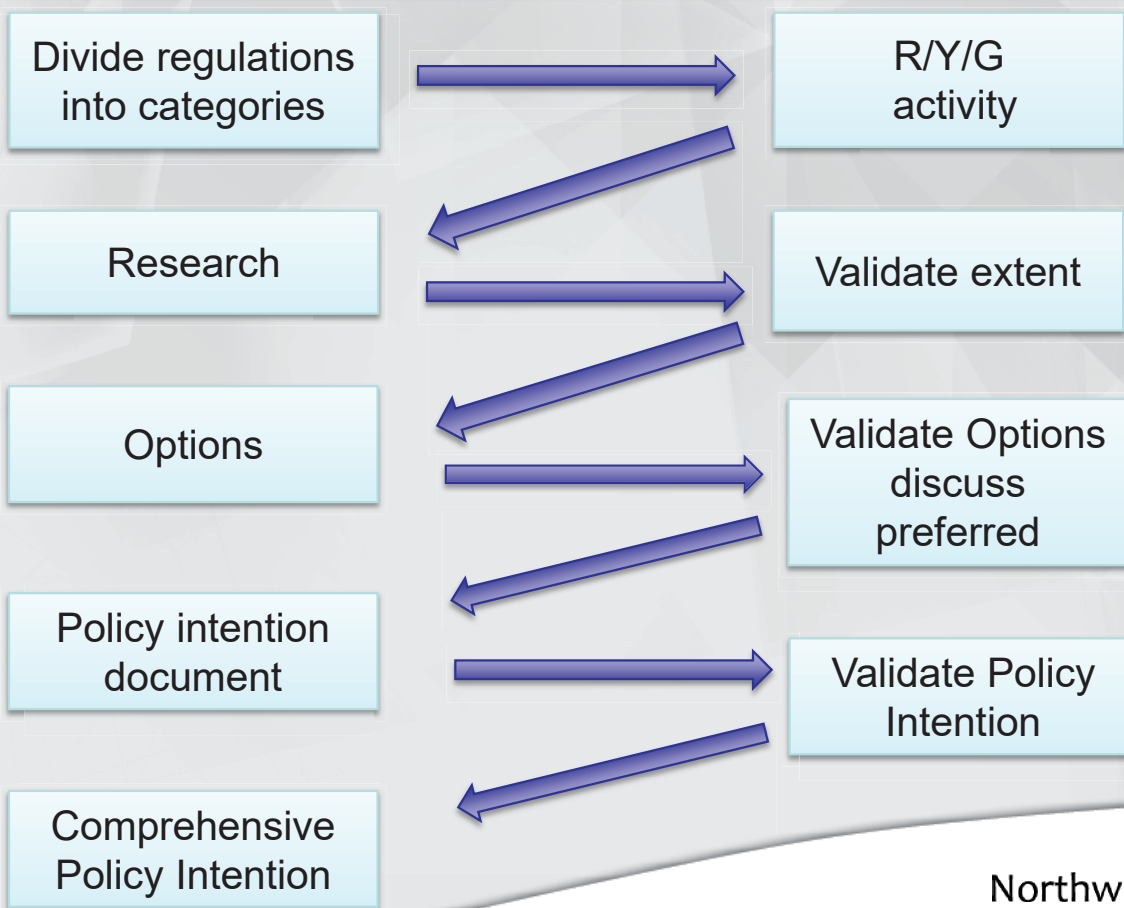 Divide regulations
into categories
R/Y/G
activity
Research
Validate extent
Options
Validate Options
discuss
preferred
Policy intention
document
Validate Policy
Intention
Comprehensive
Policy Intention
Northw